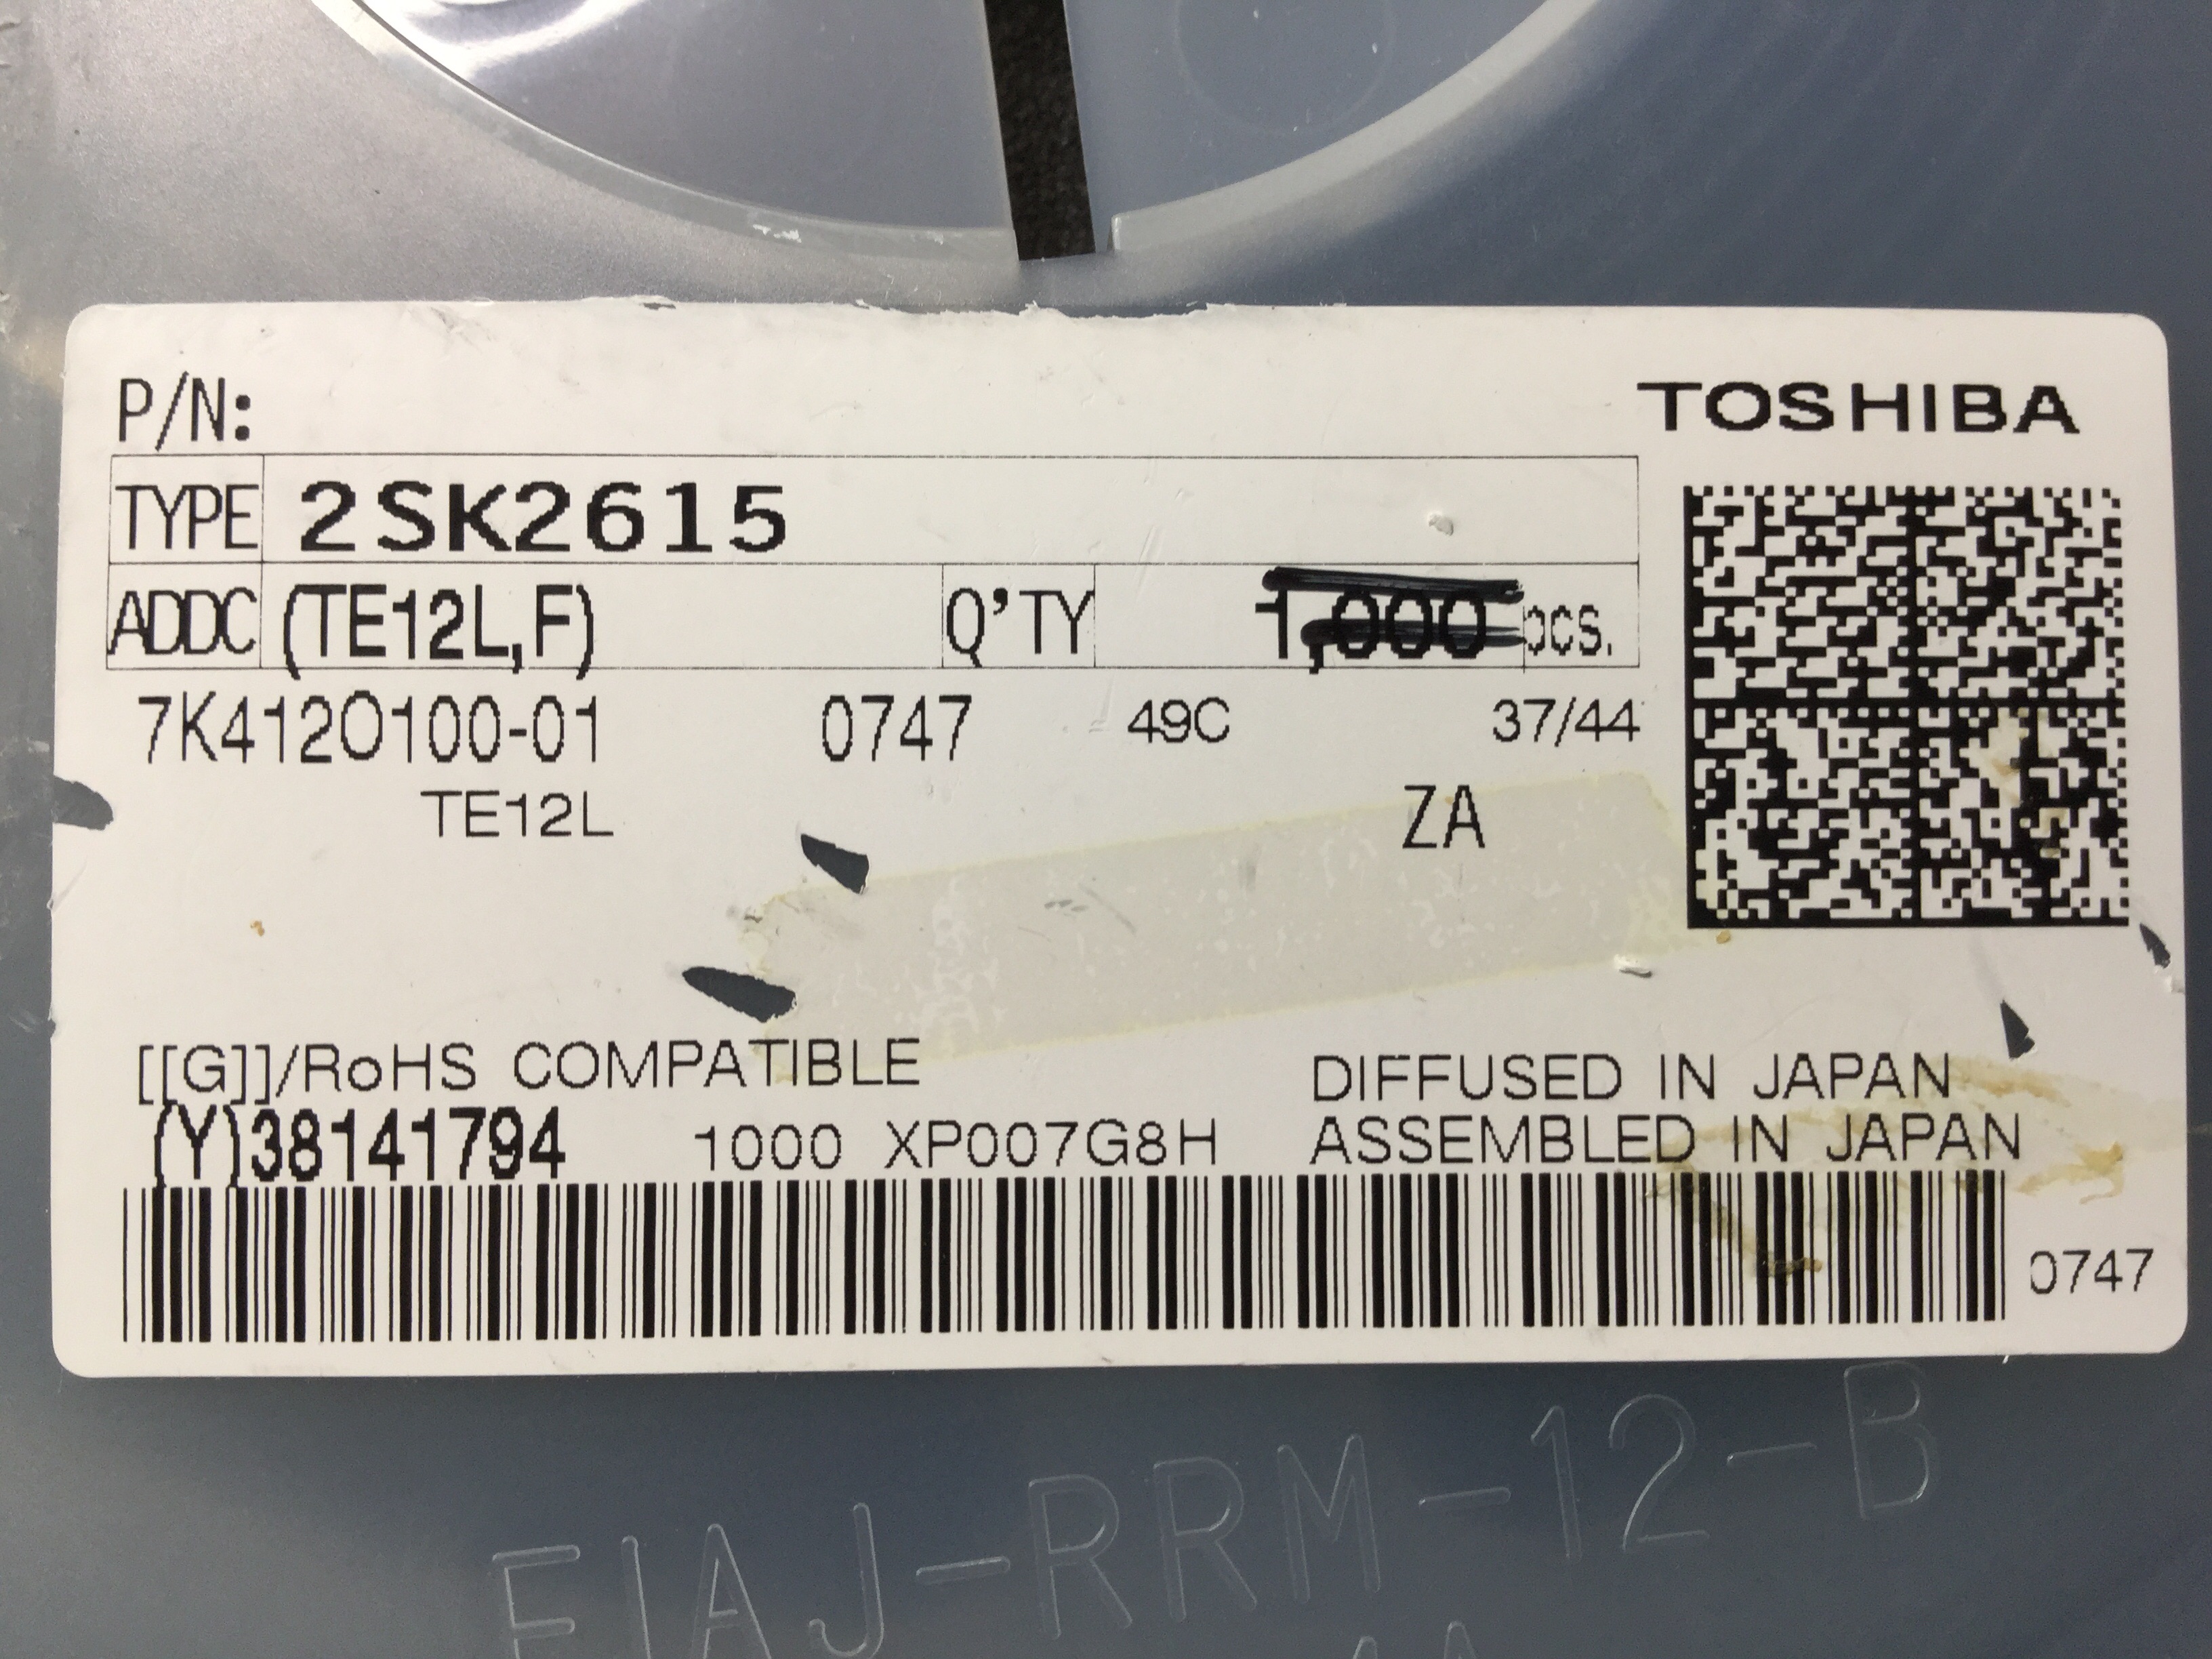 P/N:
TOSHIBA
TYPE 2SK2615
ADDC (TE12L,F) Q'TY 1,000 pcs.
7K412O100-01 0747 49C 37/44
TE12L ZA
[[G]]/RoHS COMPATIBLE
DIFFUSED IN JAPAN
(Y)38141794 1000 XP007G8H ASSEMBLED IN JAPAN
0747
EIAJ-RRM-12-B